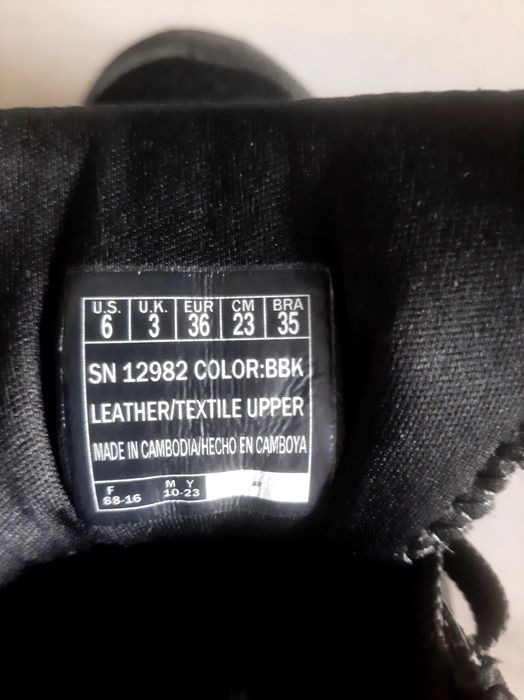 U.S. U.K. EUR CM BRA
6 3 36 23 35
SN 12982 COLOR:BBK
LEATHER/TEXTILE UPPER
MADE IN CAMBODIA/HECHO EN CAMBOYA
F M Y
88-16 10-23